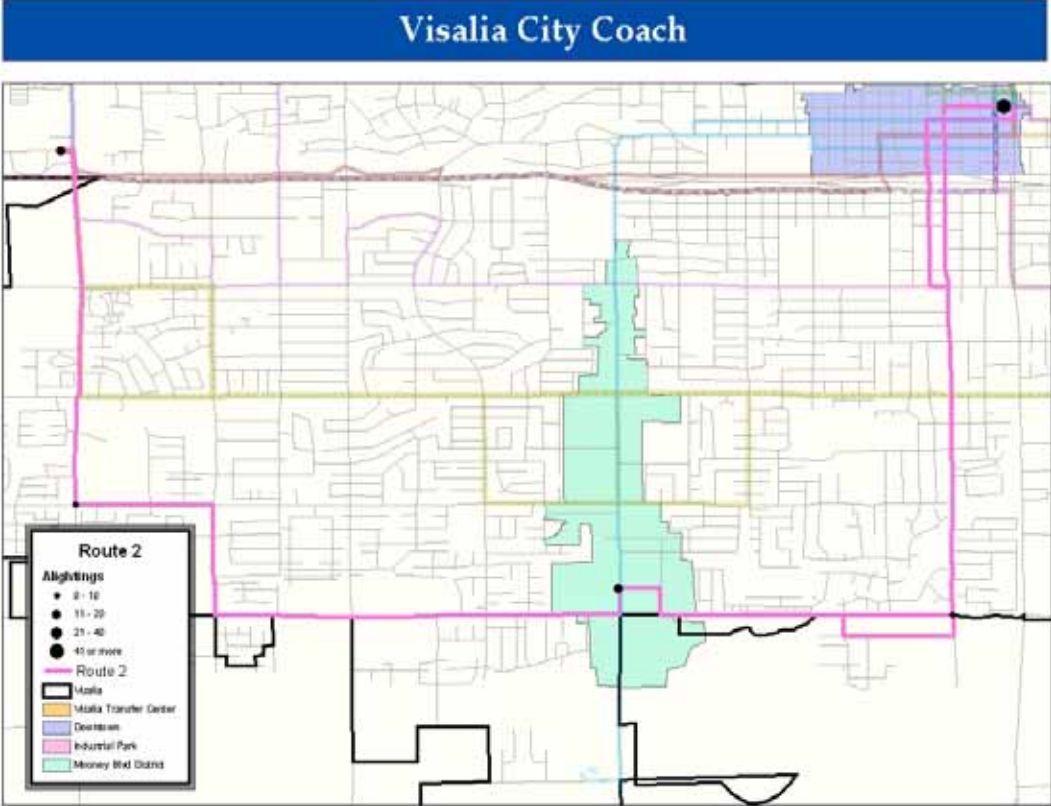 Visalia City Coach
Route 2
Alightings
0 - 10
11 - 20
21 - 40
41 or more
Route 2
Visalia
Visalia Transfer Center
Downtown
Industrial Park
Mooney Blvd District